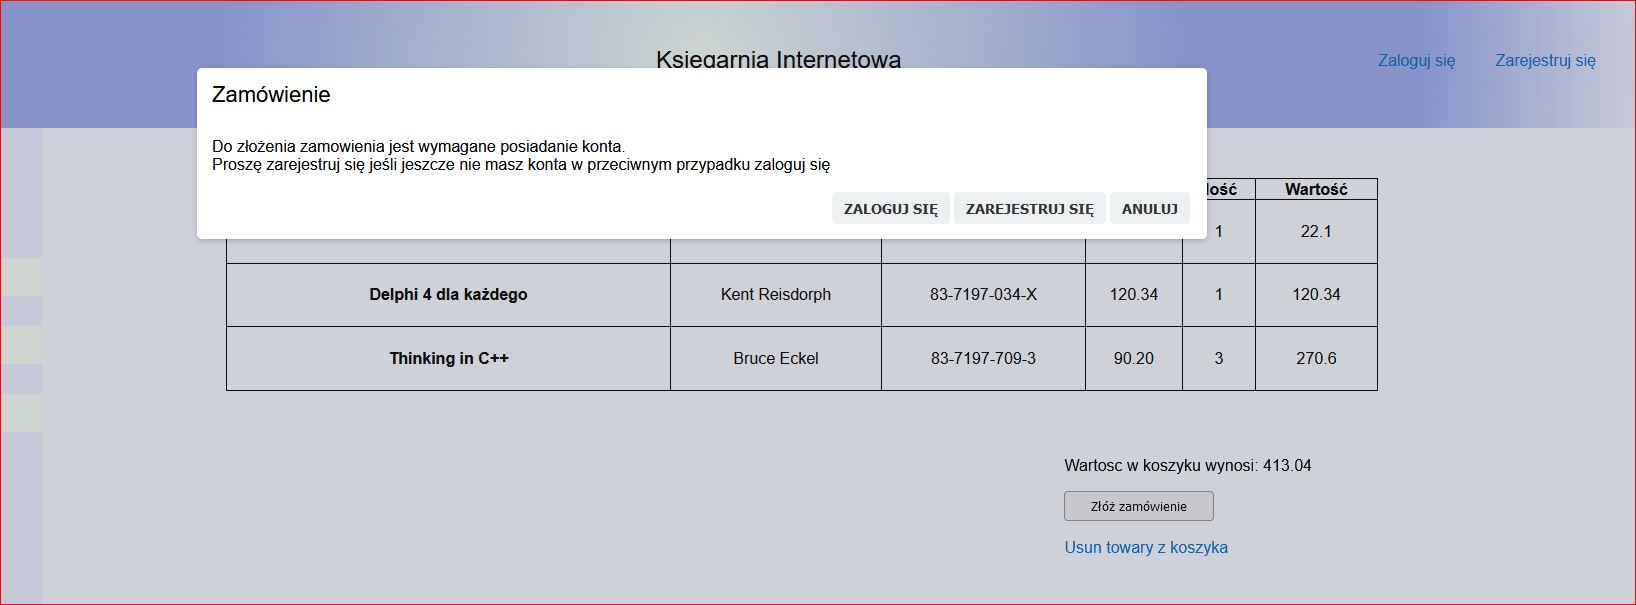 Księgarnia Internetowa
Zaloguj się Zarejestruj się
Zamówienie
Do złożenia zamowienia jest wymagane posiadanie konta.
Proszę zarejestruj się jeśli jeszcze nie masz konta w przeciwnym przypadku zaloguj się
ZALOGUJ SIĘ ZAREJESTRUJ SIĘ ANULUJ
Wartość
1 22.1
Delphi 4 dla każdego Kent Reisdorph 83-7197-034-X 120.34 1 120.34
Thinking in C++ Bruce Eckel 83-7197-709-3 90.20 3 270.6
Wartosc w koszyku wynosi: 413.04
Złóż zamówienie
Usun towary z koszyka